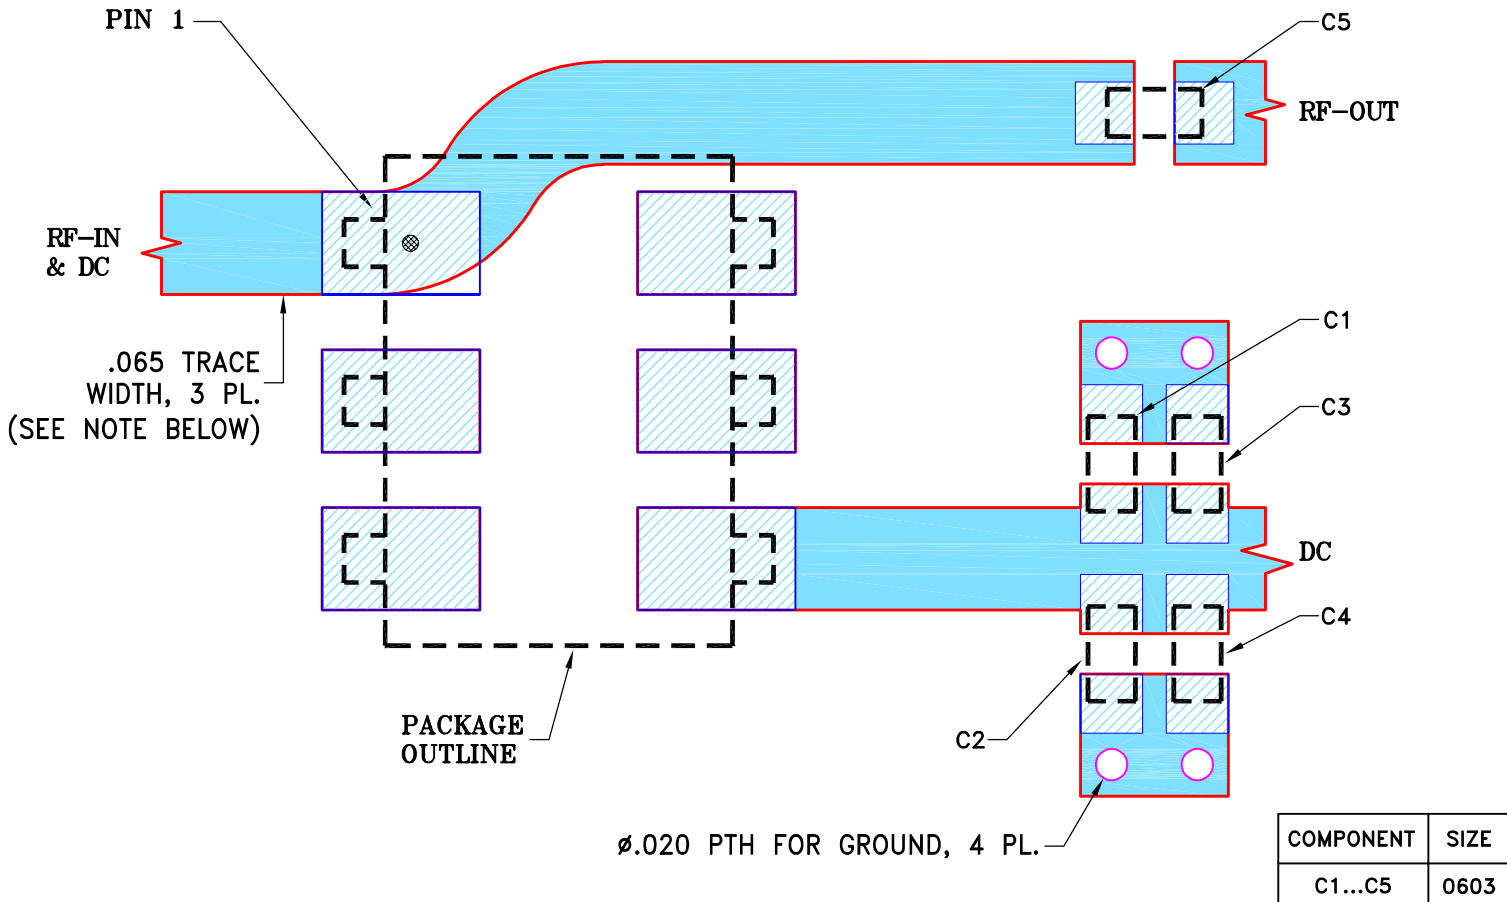 PIN 1
C5
RF-OUT
RF-IN
& DC
.065 TRACE
WIDTH, 3 PL.
(SEE NOTE BELOW)
C1
C3
DC
C4
C2
PACKAGE
OUTLINE
ø.020 PTH FOR GROUND, 4 PL.
COMPONENT SIZE
C1...C5 0603